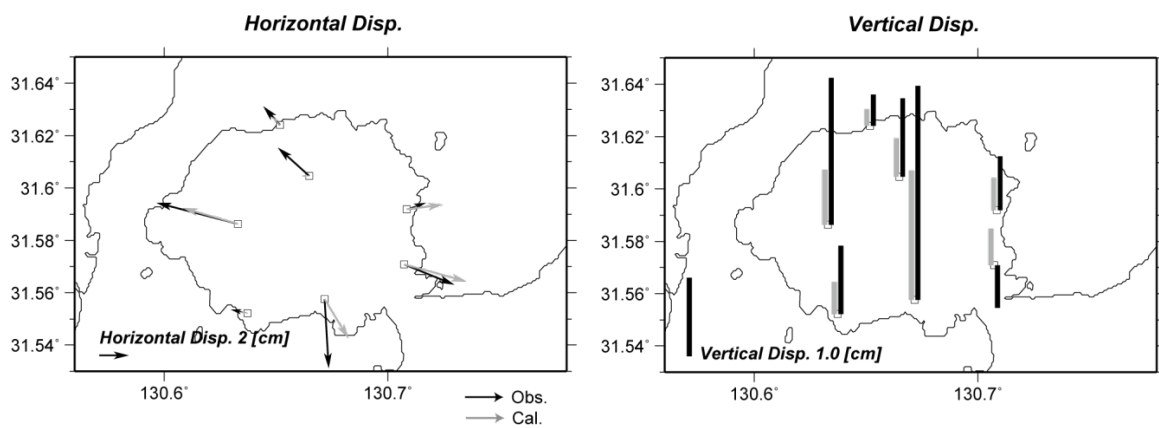 Horizontal Disp.
31.64°
31.62°
31.6°
31.58°
31.56°
31.54°
Horizontal Disp. 2 [cm]
130.6°
130.7°
Obs.
Cal.
Vertical Disp.
31.64°
31.62°
31.6°
31.58°
31.56°
31.54°
Vertical Disp. 1.0 [cm]
130.6°
130.7°